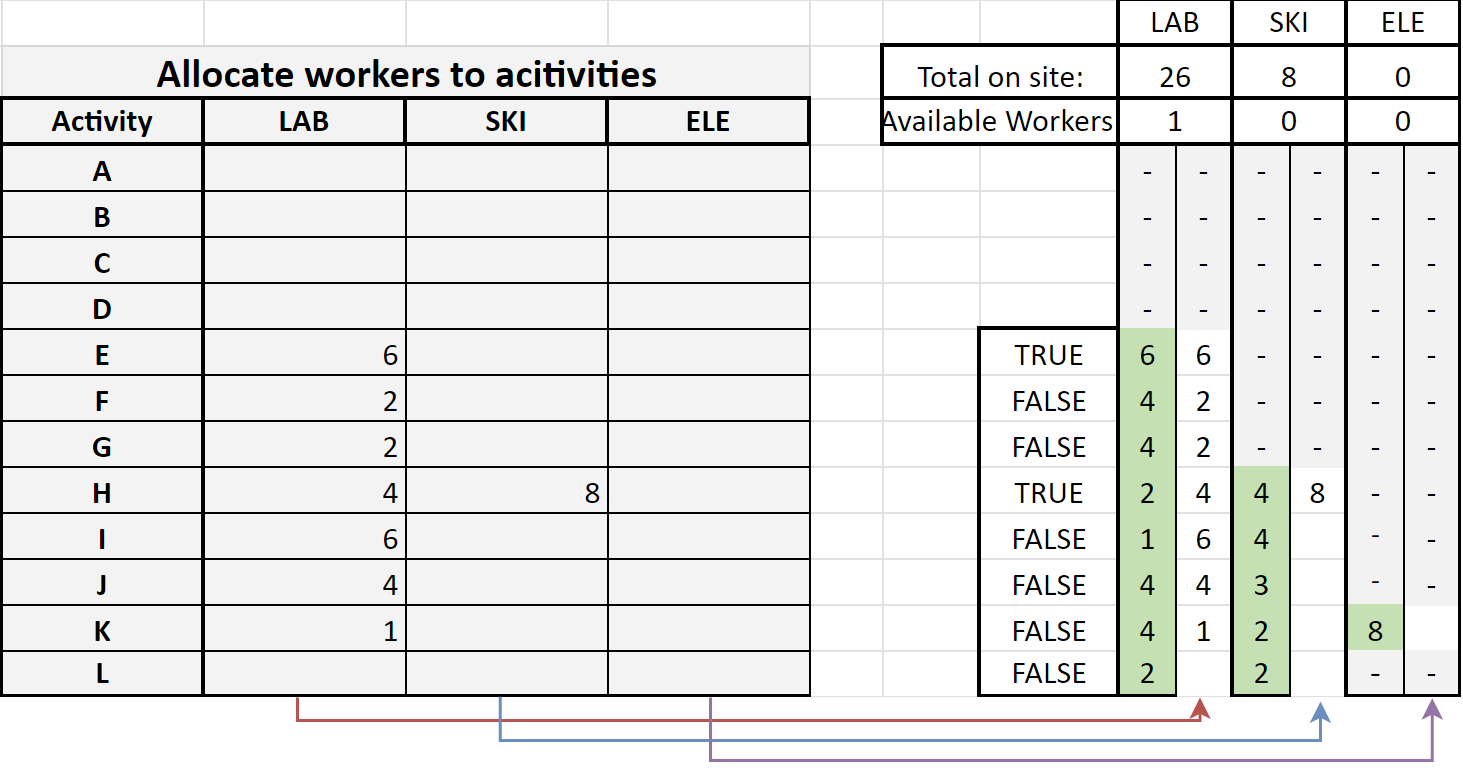 LAB SKI ELE
Allocate workers to acitivities Total on site: 26 8 0
Activity LAB SKI ELE Available Workers 1 0 0
A - - - - - -
B - - - - - -
C - - - - - -
D - - - - - -
E 6 TRUE 6 6 - - - -
F 2 FALSE 4 2 - - - -
G 2 FALSE 4 2 - - - -
H 4 8 TRUE 2 4 4 8 - -
I 6 FALSE 1 6 4 - -
J 4 FALSE 4 4 3 - -
K 1 FALSE 4 1 2 8
L FALSE 2 2 - -